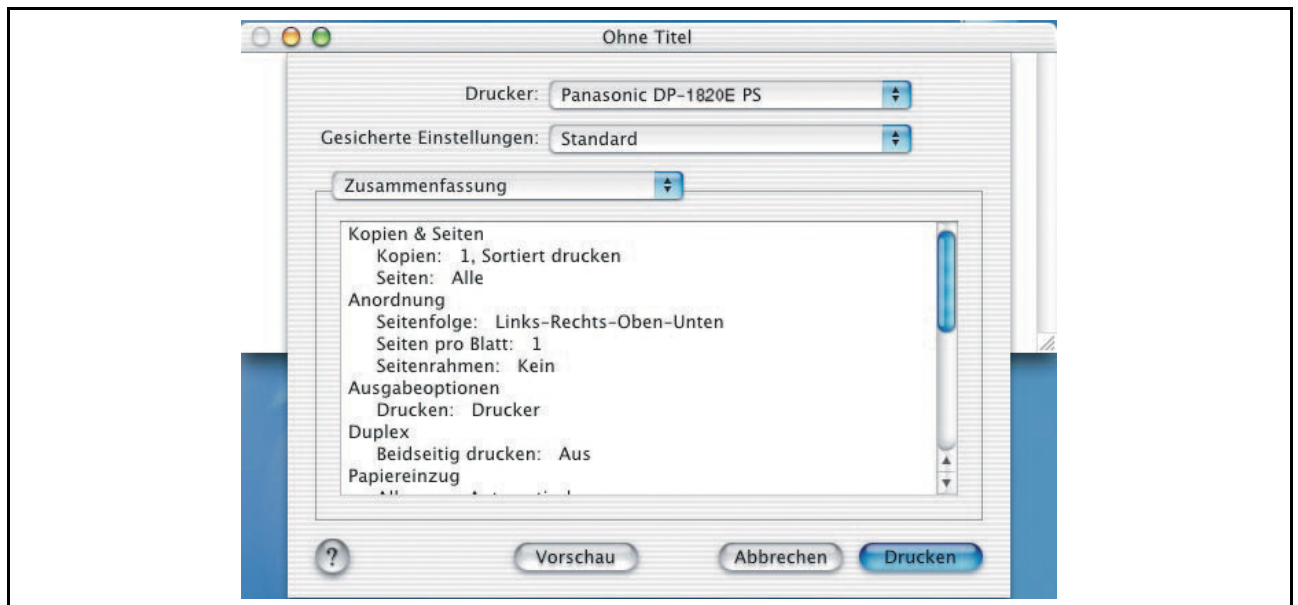 Ohne Titel
Drucker: Panasonic DP-1820E PS
Gesicherte Einstellungen: Standard
Zusammenfassung
Kopien & Seiten
Kopien: 1, Sortiert drucken
Seiten: Alle
Anordnung
Seitenfolge: Links-Rechts-Oben-Unten
Seiten pro Blatt: 1
Seitenrahmen: Kein
Ausgabeoptionen
Drucken: Drucker
Duplex
Beidseitig drucken: Aus
Papiereinzug
? Vorschau Abbrechen Drucken